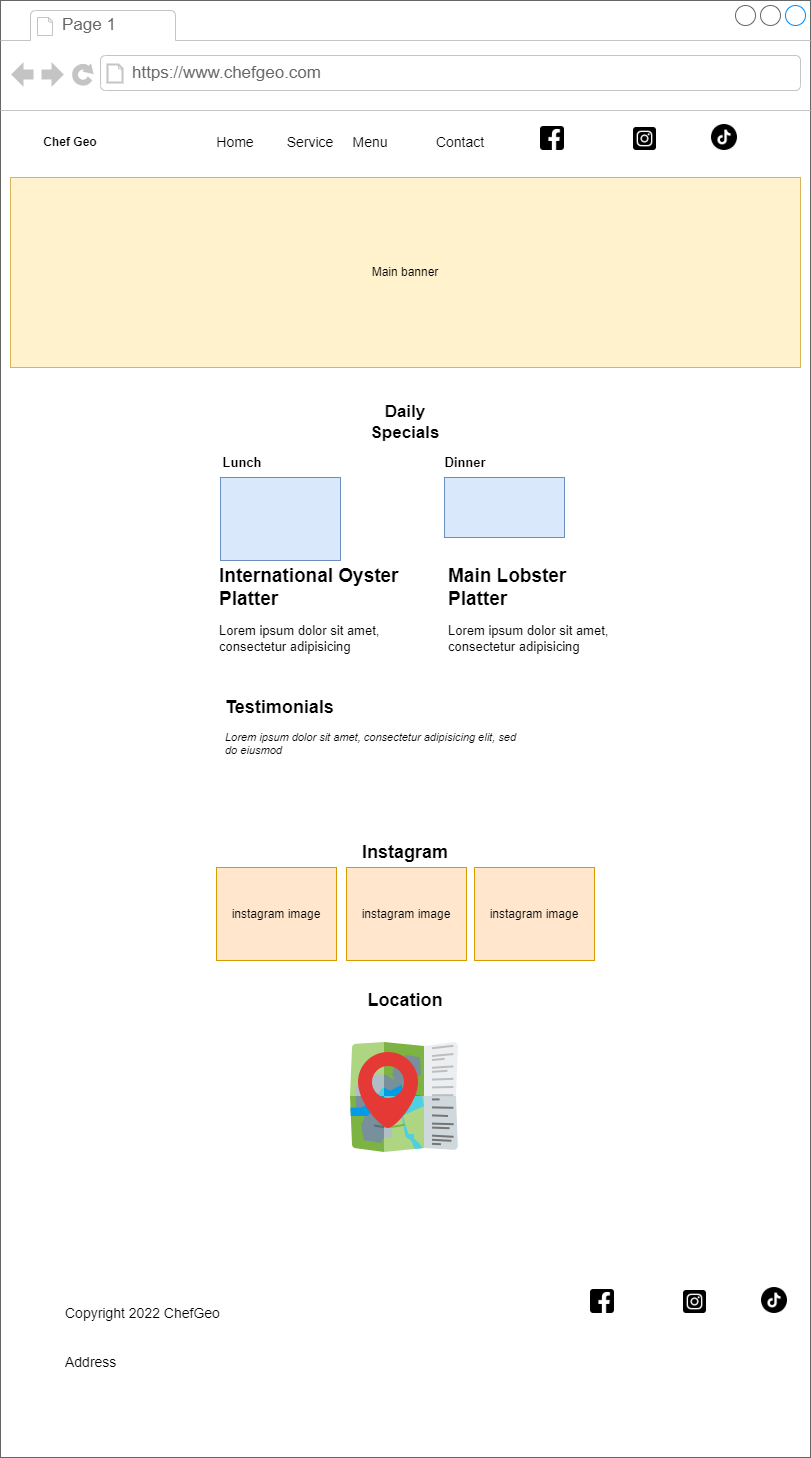 Page 1
https://www.chefgeo.com
Chef Geo Home Service Menu Contact
Main banner
Daily
Specials
Lunch
Dinner
International Oyster
Platter
Lorem ipsum dolor sit amet,
consectetur adipisicing
Main Lobster
Platter
Lorem ipsum dolor sit amet,
consectetur adipisicing
Testimonials
Lorem ipsum dolor sit amet, consectetur adipisicing elit, sed
do eiusmod
Instagram
instagram image
instagram image
instagram image
Location
Copyright 2022 ChefGeo
Address